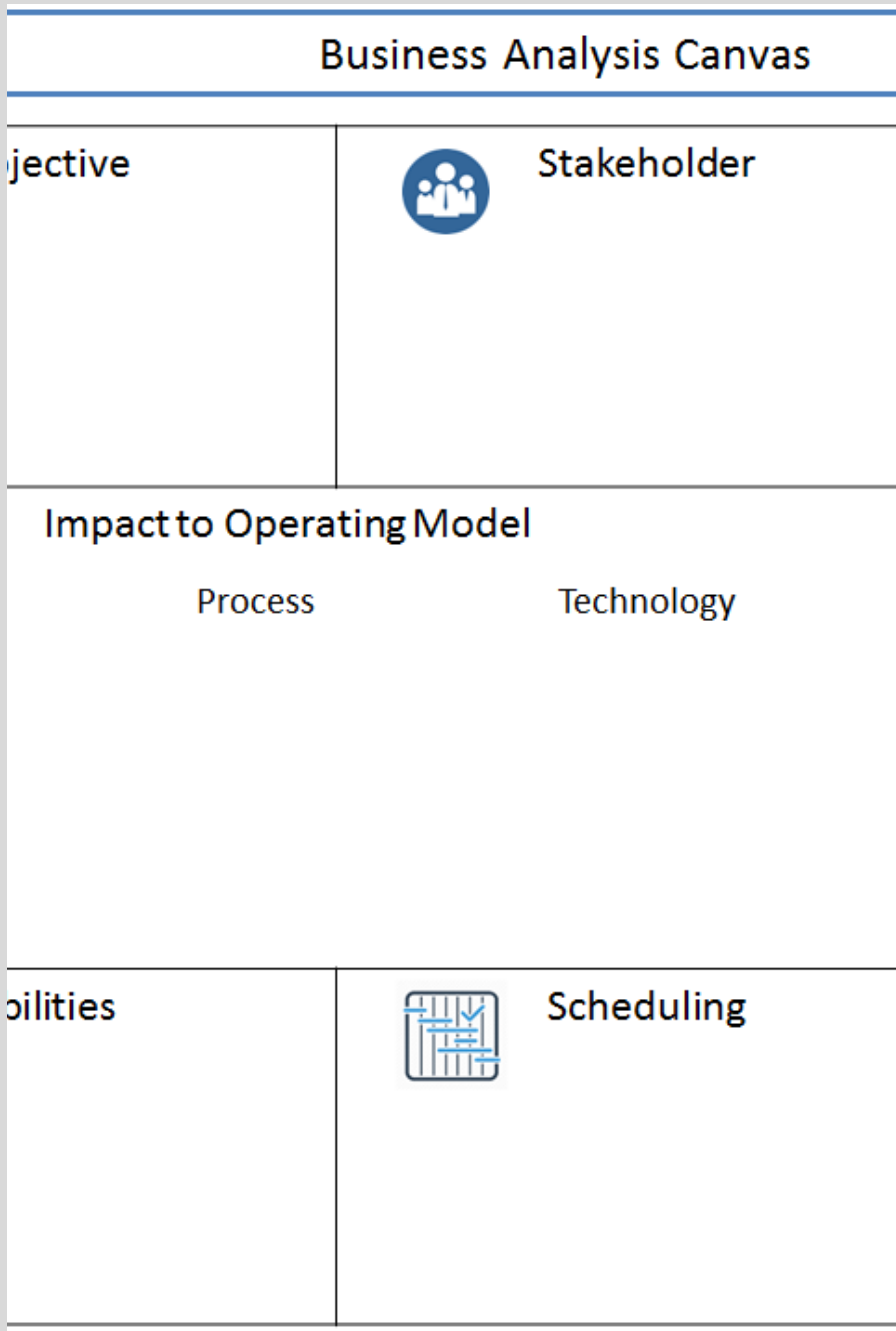 Business Analysis Canvas
jective
Stakeholder
Impact to Operating Model
Process
Technology
bilities
Scheduling